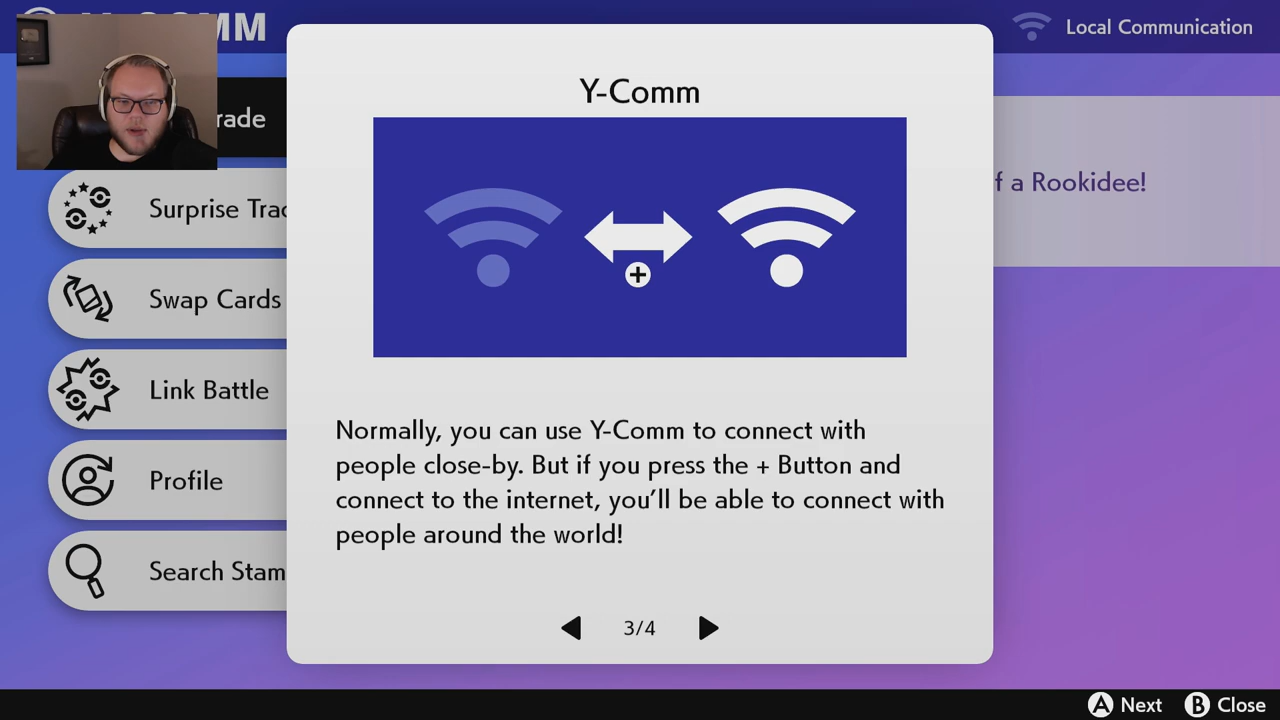 Local Communication
Y-Comm
rade
Surprise Trac
f a Rookidee!
Swap Cards
Link Battle
Profile
Search Stam
Normally, you can use Y-Comm to connect with
people close-by. But if you press the + Button and
connect to the internet, you'll be able to connect with
people around the world!
3/4
A Next
B Close